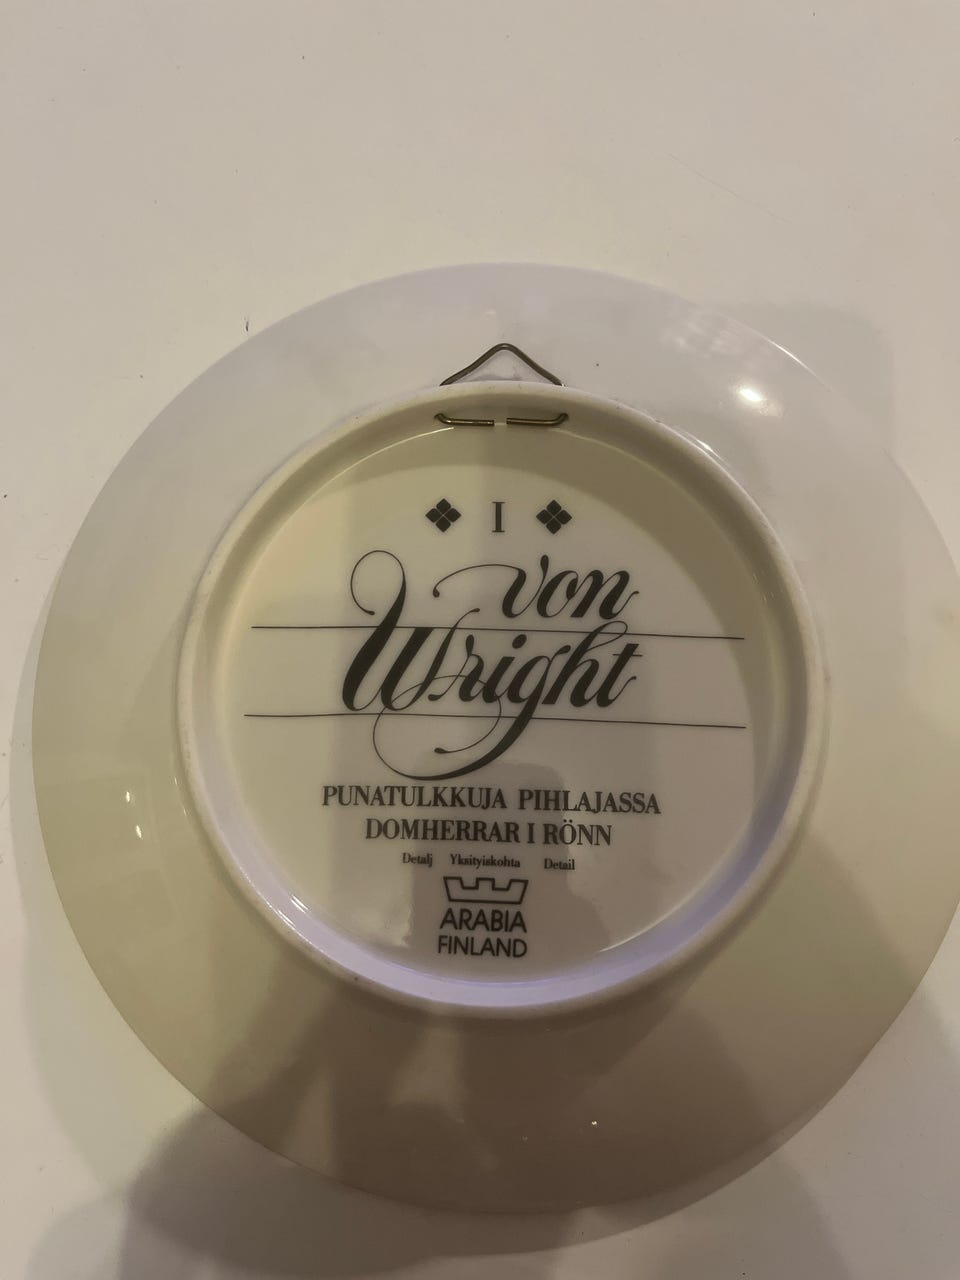 I
von
Wright
PUNATULKKUJA PIHLAJASSA
DOMHERRAR I RÖNN
Detalj Yksityiskohta Detail
ARABIA
FINLAND